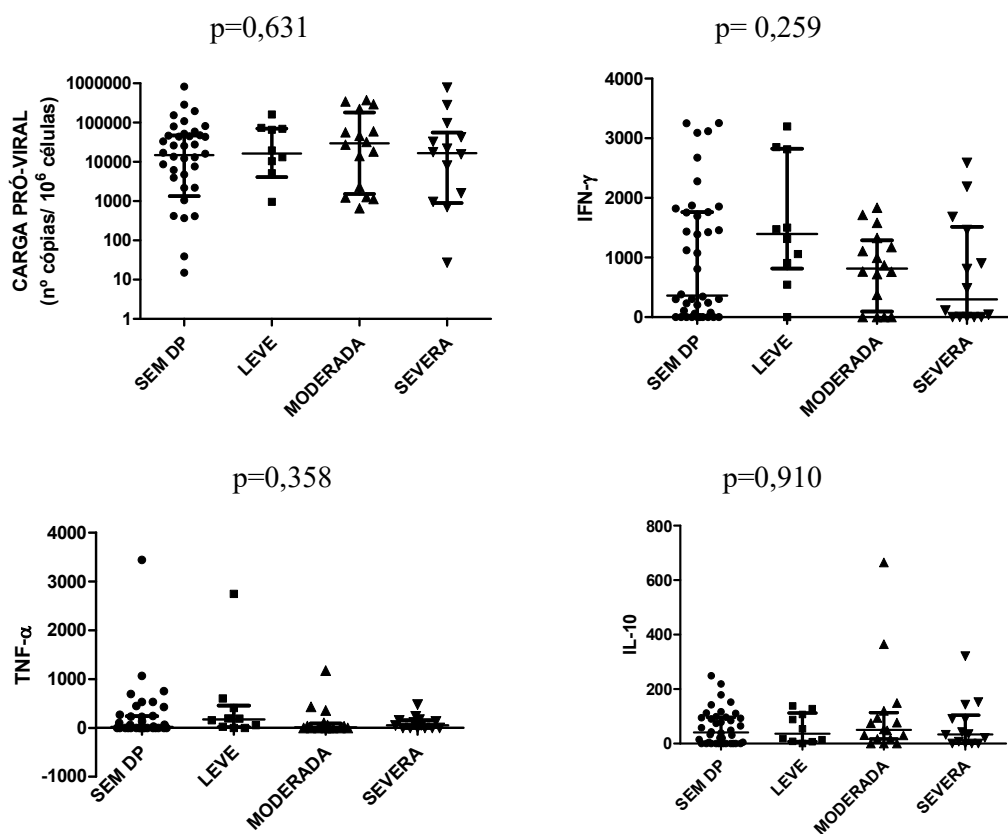 p=0,631
CARGA PRÓ-VIRAL
(nº cópias/ 10⁶ células)
1000000
100000
10000
1000
100
10
1
SEM DP
LEVE
MODERADA
SEVERA
p= 0,259
IFN-γ
4000
3000
2000
1000
0
SEM DP
LEVE
MODERADA
SEVERA
p=0,358
TNF-α
4000
3000
2000
1000
0
-1000
SEM DP
LEVE
MODERADA
SEVERA
p=0,910
IL-10
800
600
400
200
0
SEM DP
LEVE
MODERADA
SEVERA